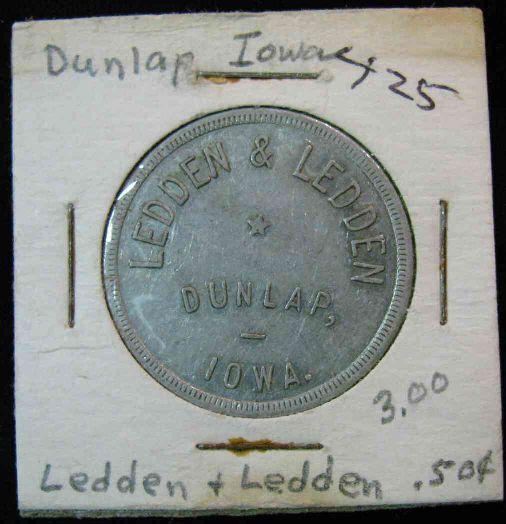 Dunlap Iowa 25
LEDDEN & LEDDEN
DUNLAP,
IOWA.
3.00
Ledden + Ledden .50¢